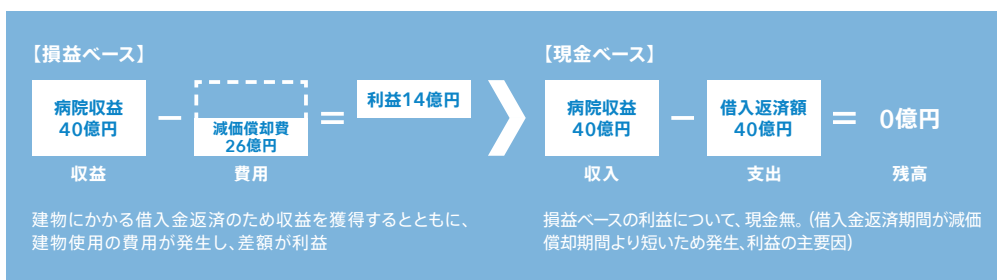 【損益ベース】
病院収益
40億円
－
減価償却費
26億円
＝
利益14億円
収益
費用
建物にかかる借入金返済のため収益を獲得するとともに、
建物使用の費用が発生し、差額が利益
【現金ベース】
病院収益
40億円
－
借入返済額
40億円
＝
0億円
収入
支出
残高
損益ベースの利益について、現金無。(借入金返済期間が減価
償却期間より短いため発生、利益の主要因)